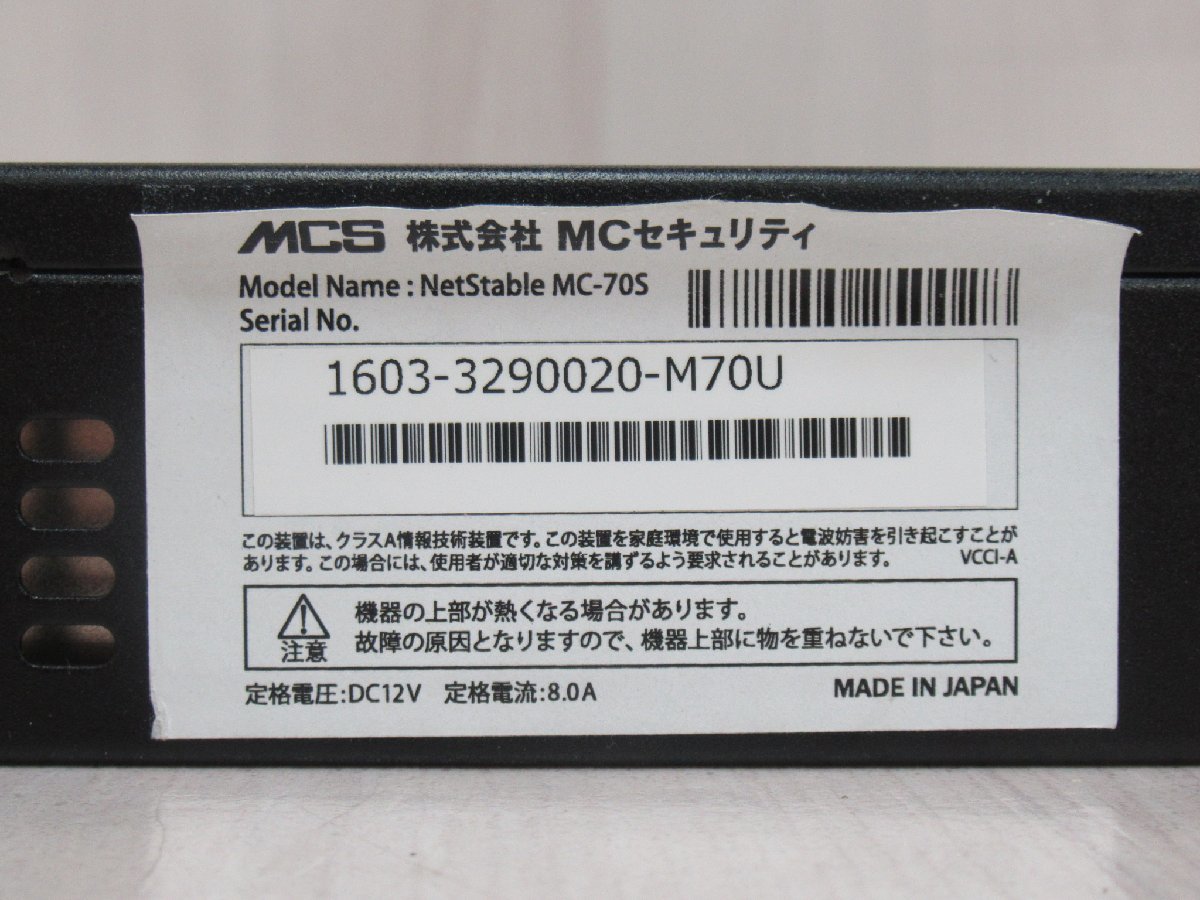 MCS 株式会社 MCセキュリティ
Model Name : NetStable MC-70S
Serial No.
1603-3290020-M70U
この装置は、クラスA情報技術装置です。この装置を家庭環境で使用すると電波妨害を引き起こすことが
あります。この場合には、使用者が適切な対策を講ずるよう要求されることがあります。 VCCI-A
機器の上部が熱くなる場合があります。
故障の原因となりますので、機器上部に物を重ねないで下さい。
注意
定格電圧:DC12V 定格電流:8.0A MADE IN JAPAN